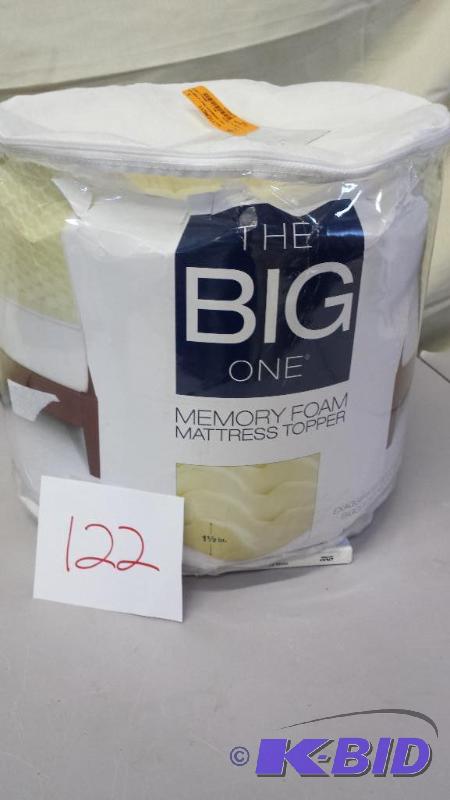 THE
BIG
ONE®
MEMORY FOAM
MATTRESS TOPPER
1½ in.
122
© K-BID